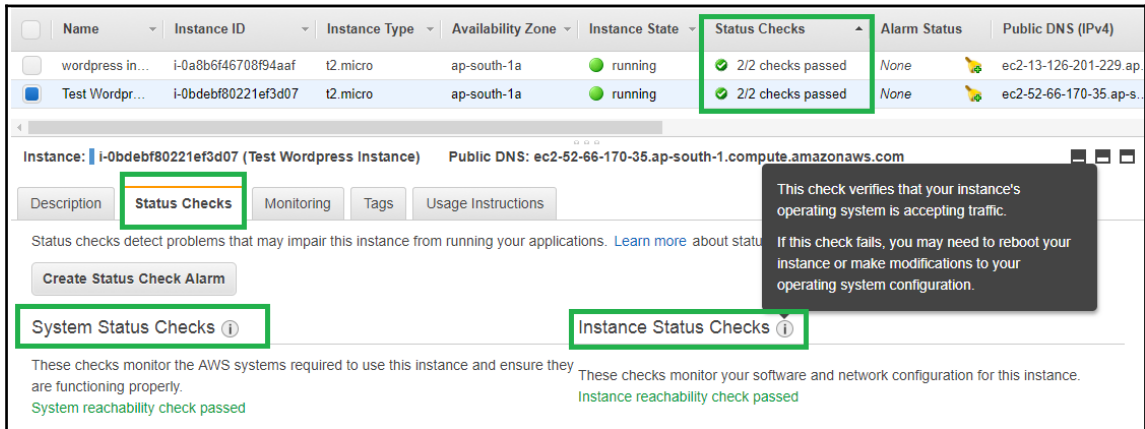 Name Instance ID Instance Type Availability Zone Instance State Status Checks Alarm Status Public DNS (IPv4)
wordpress in... i-0a8b6f46708f94aaf t2.micro ap-south-1a running 2/2 checks passed None ec2-13-126-201-229.ap...
Test Wordpr... i-0bdebf80221ef3d07 t2.micro ap-south-1a running 2/2 checks passed None ec2-52-66-170-35.ap-s...
Instance: i-0bdebf80221ef3d07 (Test Wordpress Instance) Public DNS: ec2-52-66-170-35.ap-south-1.compute.amazonaws.com
Description Status Checks Monitoring Tags Usage Instructions
This check verifies that your instance's
operating system is accepting traffic.
If this check fails, you may need to reboot your
instance or make modifications to your
operating system configuration.
Status checks detect problems that may impair this instance from running your applications. Learn more about statu
Create Status Check Alarm
System Status Checks
These checks monitor the AWS systems required to use this instance and ensure they
are functioning properly.
System reachability check passed
Instance Status Checks
These checks monitor your software and network configuration for this instance.
Instance reachability check passed